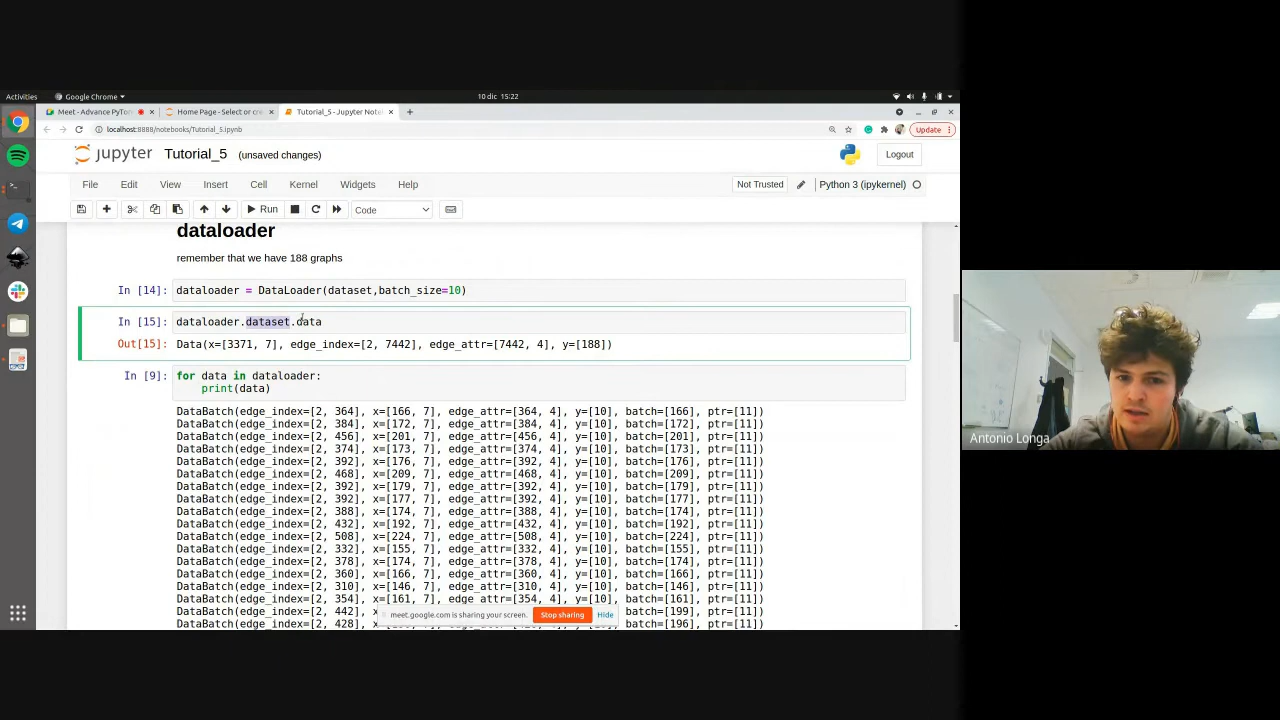 Activities
Google Chrome
10 dic 15:22
Meet - Advance PyTor
Home Page - Select or cre
Tutorial_5 - Jupyter Note
localhost:8888/notebooks/Tutorial_5.ipynb
Update
jupyter
Tutorial_5
(unsaved changes)
Logout
File
Edit
View
Insert
Cell
Kernel
Widgets
Help
Not Trusted
Python 3 (ipykernel)
Run
Code
dataloader
remember that we have 188 graphs
In [14]: dataloader = DataLoader(dataset,batch_size=10)
In [15]: dataloader.dataset.data
Out[15]: Data(x=[3371, 7], edge_index=[2, 7442], edge_attr=[7442, 4], y=[188])
In [9]: for data in dataloader:
print(data)
DataBatch(edge_index=[2, 364], x=[166, 7], edge_attr=[364, 4], y=[10], batch=[166], ptr=[11])
DataBatch(edge_index=[2, 384], x=[172, 7], edge_attr=[384, 4], y=[10], batch=[172], ptr=[11])
DataBatch(edge_index=[2, 456], x=[201, 7], edge_attr=[456, 4], y=[10], batch=[201], ptr=[11])
DataBatch(edge_index=[2, 374], x=[173, 7], edge_attr=[374, 4], y=[10], batch=[173], ptr=[11])
DataBatch(edge_index=[2, 392], x=[176, 7], edge_attr=[392, 4], y=[10], batch=[176], ptr=[11])
DataBatch(edge_index=[2, 468], x=[209, 7], edge_attr=[468, 4], y=[10], batch=[209], ptr=[11])
DataBatch(edge_index=[2, 392], x=[179, 7], edge_attr=[392, 4], y=[10], batch=[179], ptr=[11])
DataBatch(edge_index=[2, 392], x=[177, 7], edge_attr=[392, 4], y=[10], batch=[177], ptr=[11])
DataBatch(edge_index=[2, 388], x=[174, 7], edge_attr=[388, 4], y=[10], batch=[174], ptr=[11])
DataBatch(edge_index=[2, 432], x=[192, 7], edge_attr=[432, 4], y=[10], batch=[192], ptr=[11])
DataBatch(edge_index=[2, 508], x=[224, 7], edge_attr=[508, 4], y=[10], batch=[224], ptr=[11])
DataBatch(edge_index=[2, 332], x=[155, 7], edge_attr=[332, 4], y=[10], batch=[155], ptr=[11])
DataBatch(edge_index=[2, 378], x=[174, 7], edge_attr=[378, 4], y=[10], batch=[174], ptr=[11])
DataBatch(edge_index=[2, 360], x=[166, 7], edge_attr=[360, 4], y=[10], batch=[166], ptr=[11])
DataBatch(edge_index=[2, 310], x=[146, 7], edge_attr=[310, 4], y=[10], batch=[146], ptr=[11])
DataBatch(edge_index=[2, 354], x=[161, 7], edge_attr=[354, 4], y=[10], batch=[161], ptr=[11])
DataBatch(edge_index=[2, 442], [199], ptr=[11])
DataBatch(edge_index=[2, 428], [196], ptr=[11])
meet.google.com is sharing your screen.
Stop sharing
Hide
Antonio Longa